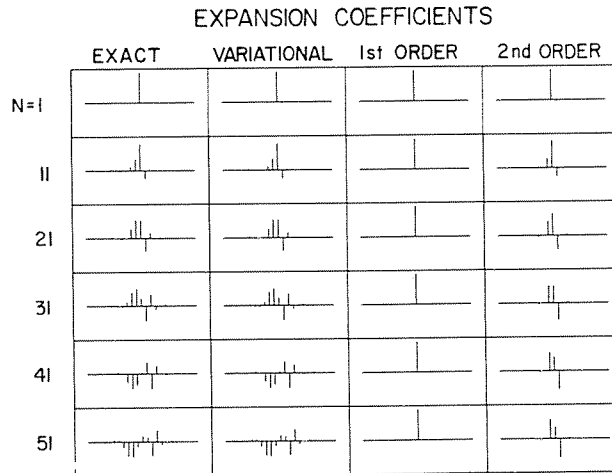 EXPANSION COEFFICIENTS
EXACT VARIATIONAL 1st ORDER 2nd ORDER
N=1
11
21
31
41
51